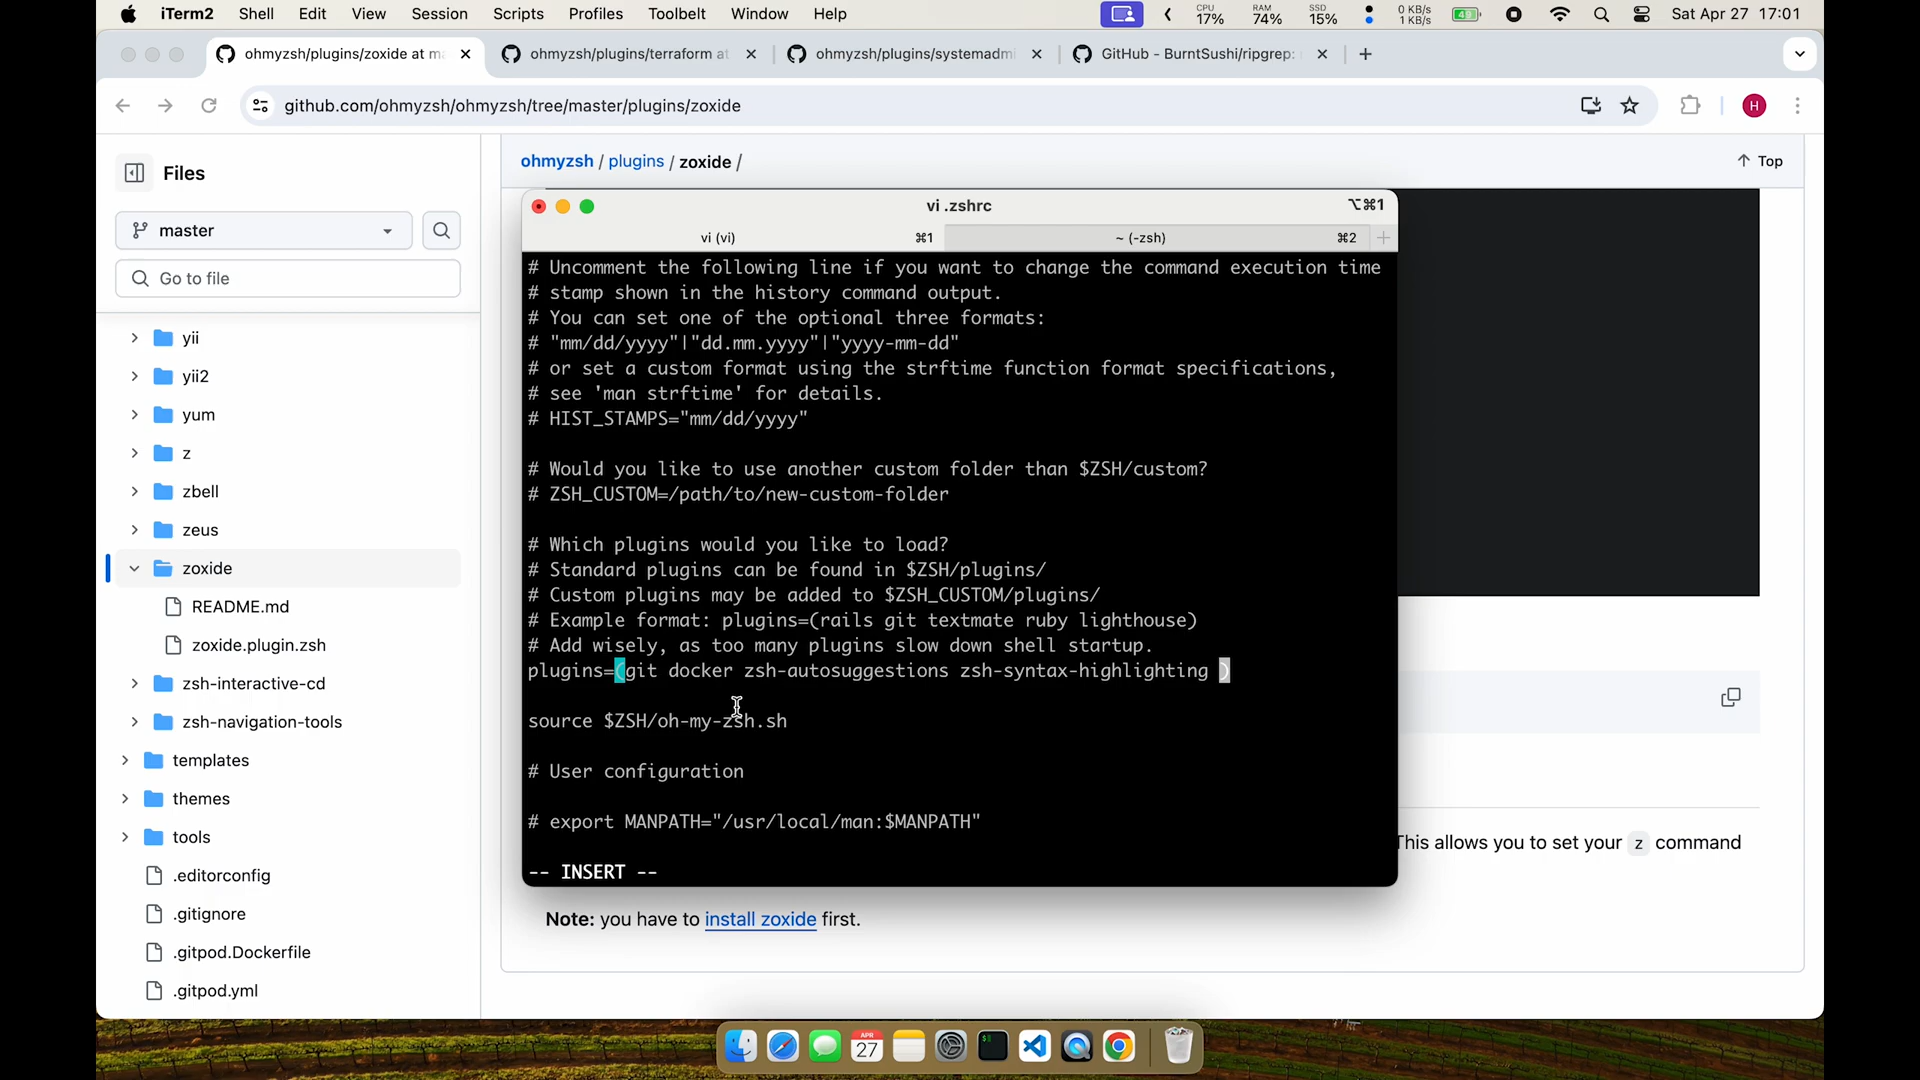 iTerm2 Shell Edit View Session Scripts Profiles Toolbelt Window Help
CPU 17% RAM 74% SSD 15% 0 KB/s 1 KB/s Sat Apr 27 17:01
ohmyzsh/plugins/zoxide at ma
ohmyzsh/plugins/terraform at
ohmyzsh/plugins/systemadmi
GitHub - BurntSushi/ripgrep:
github.com/ohmyzsh/ohmyzsh/tree/master/plugins/zoxide
H
Files
master
Go to file
yii
yii2
yum
z
zbell
zeus
zoxide
README.md
zoxide.plugin.zsh
zsh-interactive-cd
zsh-navigation-tools
templates
themes
tools
.editorconfig
.gitignore
.gitpod.Dockerfile
.gitpod.yml
ohmyzsh / plugins / zoxide /
Top
vi .zshrc ⌥⌘1
vi (vi) ⌘1 ~ (-zsh) ⌘2
# Uncomment the following line if you want to change the command execution time
# stamp shown in the history command output.
# You can set one of the optional three formats:
# "mm/dd/yyyy"|"dd.mm.yyyy"|"yyyy-mm-dd"
# or set a custom format using the strftime function format specifications,
# see 'man strftime' for details.
# HIST_STAMPS="mm/dd/yyyy"
# Would you like to use another custom folder than $ZSH/custom?
# ZSH_CUSTOM=/path/to/new-custom-folder
# Which plugins would you like to load?
# Standard plugins can be found in $ZSH/plugins/
# Custom plugins may be added to $ZSH_CUSTOM/plugins/
# Example format: plugins=(rails git textmate ruby lighthouse)
# Add wisely, as too many plugins slow down shell startup.
plugins=(git docker zsh-autosuggestions zsh-syntax-highlighting )
source $ZSH/oh-my-zsh.sh
# User configuration
# export MANPATH="/usr/local/man:$MANPATH"
-- INSERT --
This allows you to set your z command
Note: you have to install zoxide first.
APR
27